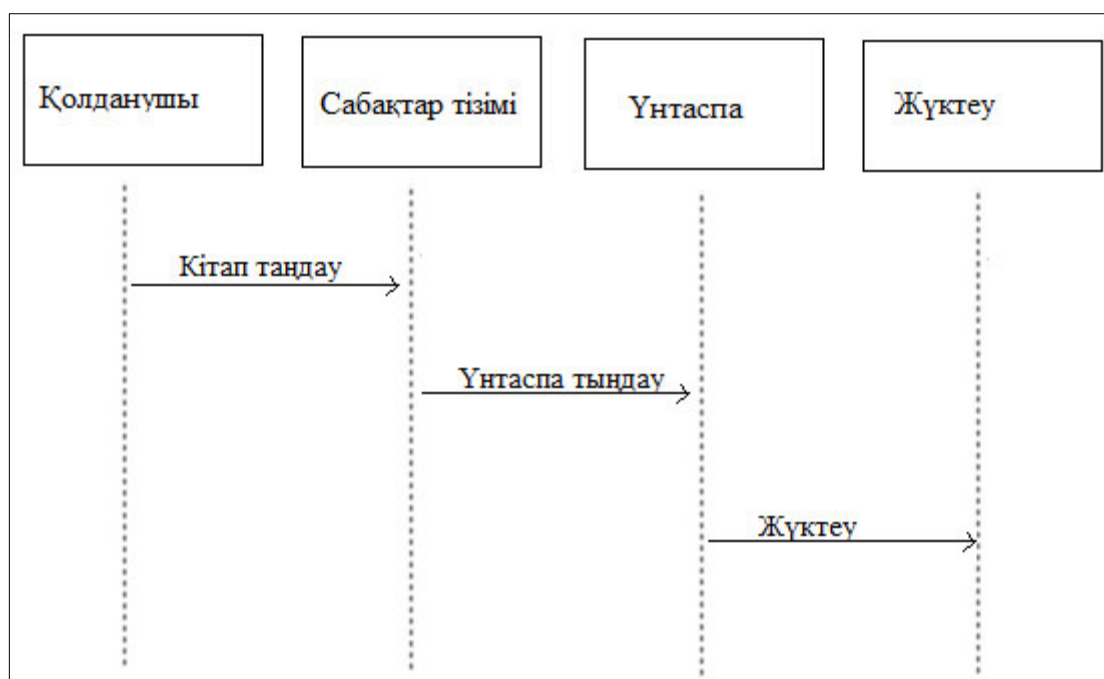 Қолданушы
Сабақтар тізімі
Үнтаспа
Жүктеу
Кітап таңдау
Үнтаспа тыңдау
Жүктеу